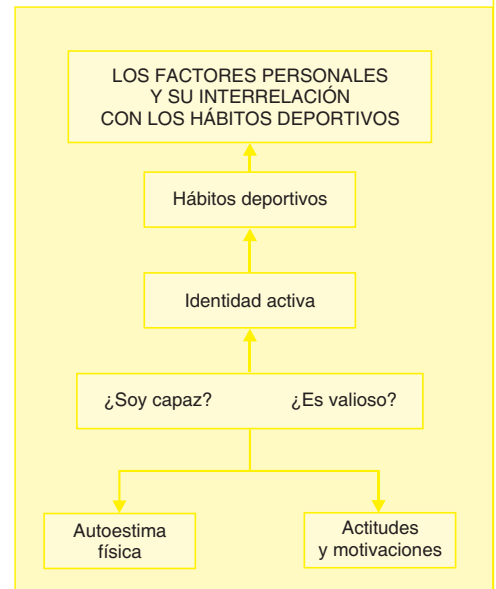 LOS FACTORES PERSONALES
Y SU INTERRELACIÓN
CON LOS HÁBITOS DEPORTIVOS
Hábitos deportivos
Identidad activa
¿Soy capaz? ¿Es valioso?
Autoestima
física
Actitudes
y motivaciones